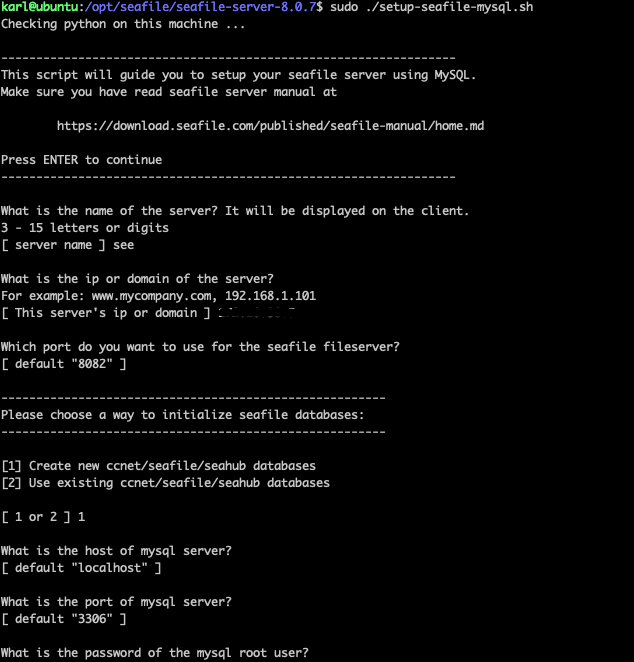 karl@ubuntu:/opt/seafile/seafile-server-8.0.7$ sudo ./setup-seafile-mysql.sh
Checking python on this machine ...
-----------------------------------------------------------------
This script will guide you to setup your seafile server using MySQL.
Make sure you have read seafile server manual at
https://download.seafile.com/published/seafile-manual/home.md
Press ENTER to continue
-----------------------------------------------------------------
What is the name of the server? It will be displayed on the client.
3 - 15 letters or digits
[ server name ] see
What is the ip or domain of the server?
For example: www.mycompany.com, 192.168.1.101
[ This server's ip or domain ]
Which port do you want to use for the seafile fileserver?
[ default "8082" ]
-------------------------------------------------------
Please choose a way to initialize seafile databases:
-------------------------------------------------------
[1] Create new ccnet/seafile/seahub databases
[2] Use existing ccnet/seafile/seahub databases
[ 1 or 2 ] 1
What is the host of mysql server?
[ default "localhost" ]
What is the port of mysql server?
[ default "3306" ]
What is the password of the mysql root user?